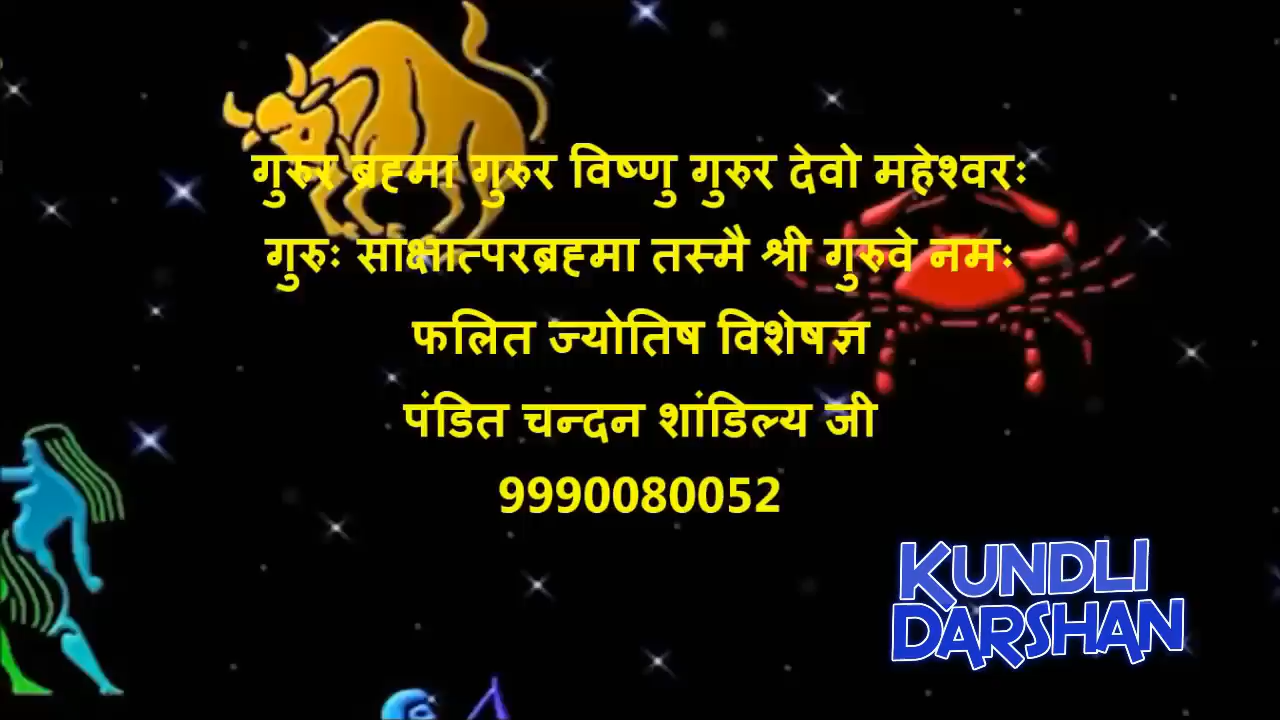 गुरुर ब्रह्मा गुरुर विष्णु गुरुर देवो महेश्वरः
गुरुः साक्षात्परब्रह्मा तस्मै श्री गुरुवे नमः
फलित ज्योतिष विशेषज्ञ
पंडित चन्दन शांडिल्य जी
9990080052
KUNDLI
DARSHAN